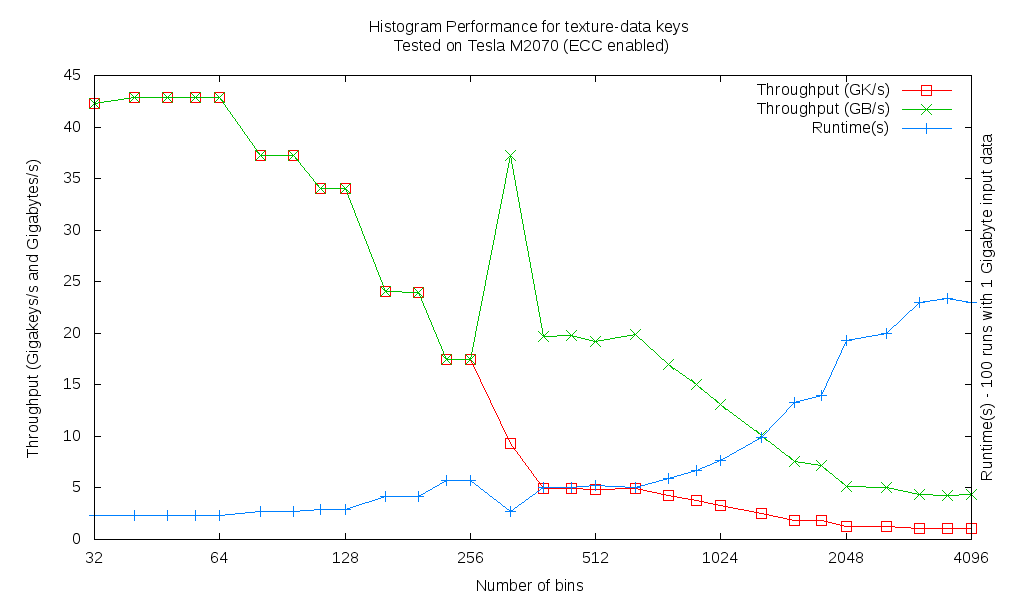 Histogram Performance for texture-data keys
Tested on Tesla M2070 (ECC enabled)
Throughput (GK/s)
Throughput (GB/s)
Runtime(s)
45
40
35
30
25
20
15
10
5
0
Throughput (Gigakeys/s and Gigabytes/s)
Runtime(s) - 100 runs with 1 Gigabyte input data
32 64 128 256 512 1024 2048 4096
Number of bins